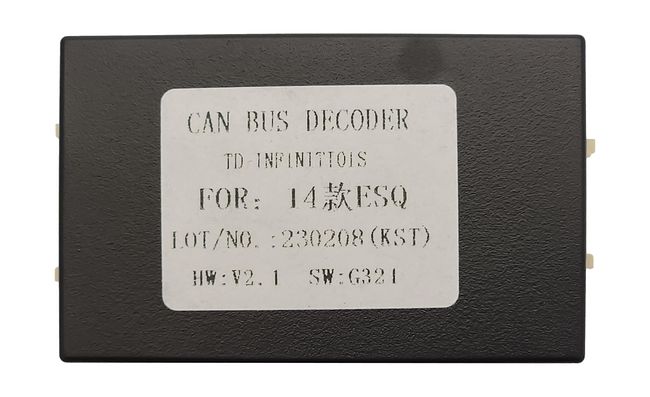 CAN BUS DECODER
TD-INFINITI01S
FOR: 14款ESQ
LOT/NO.:230208(KST)
HW:V2.1 SW:G321